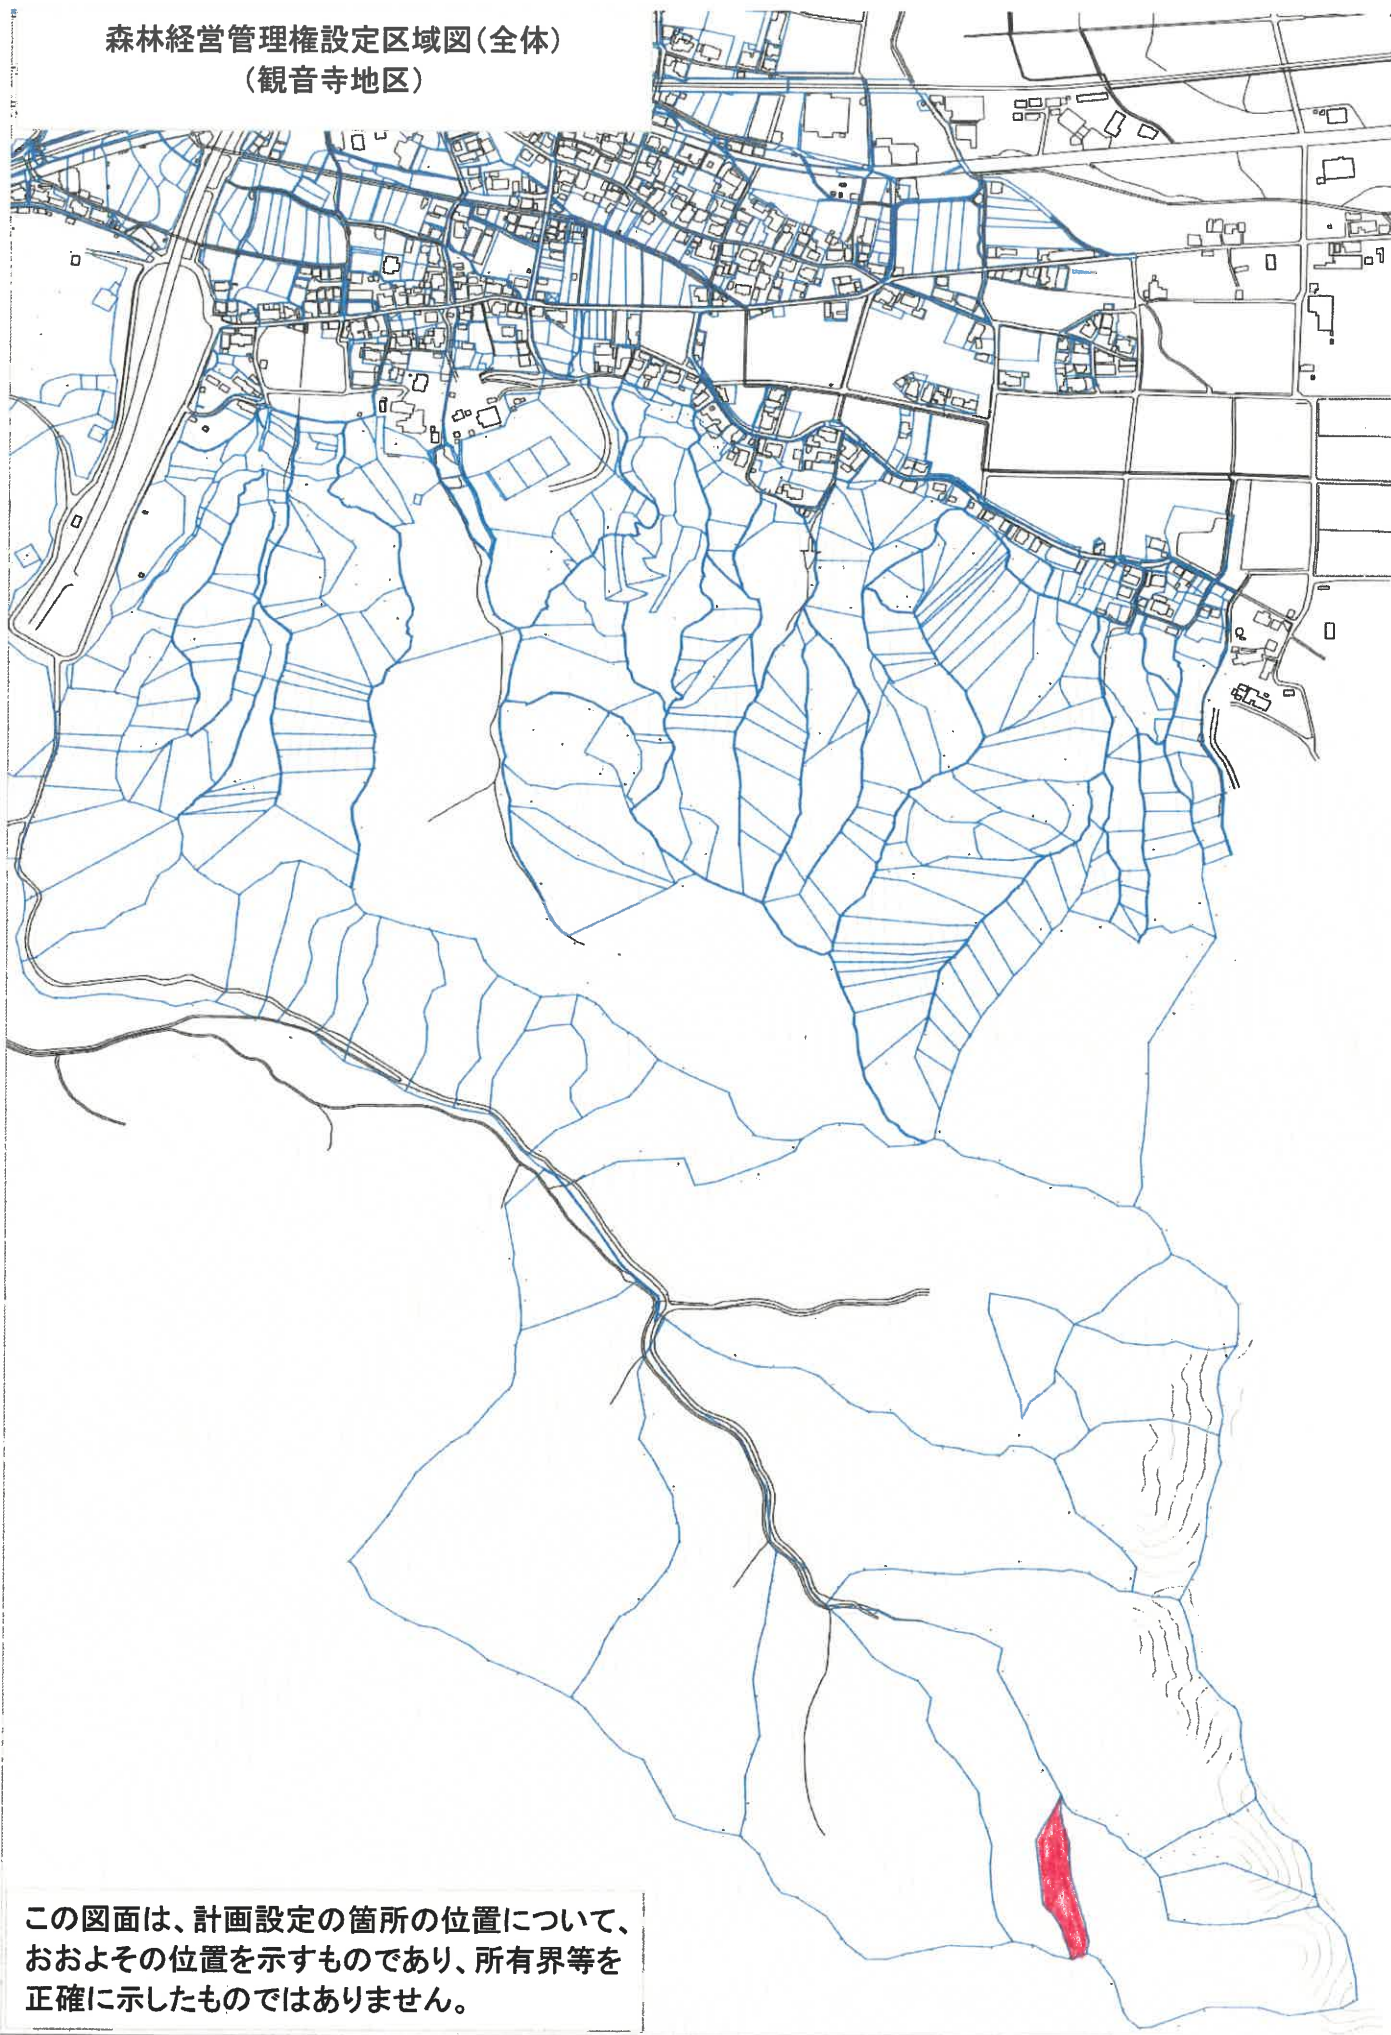 森林経営管理権設定区域図(全体)
(観音寺地区)
この図面は、計画設定の箇所の位置について、
おおよその位置を示すものであり、所有界等を
正確に示したものではありません。